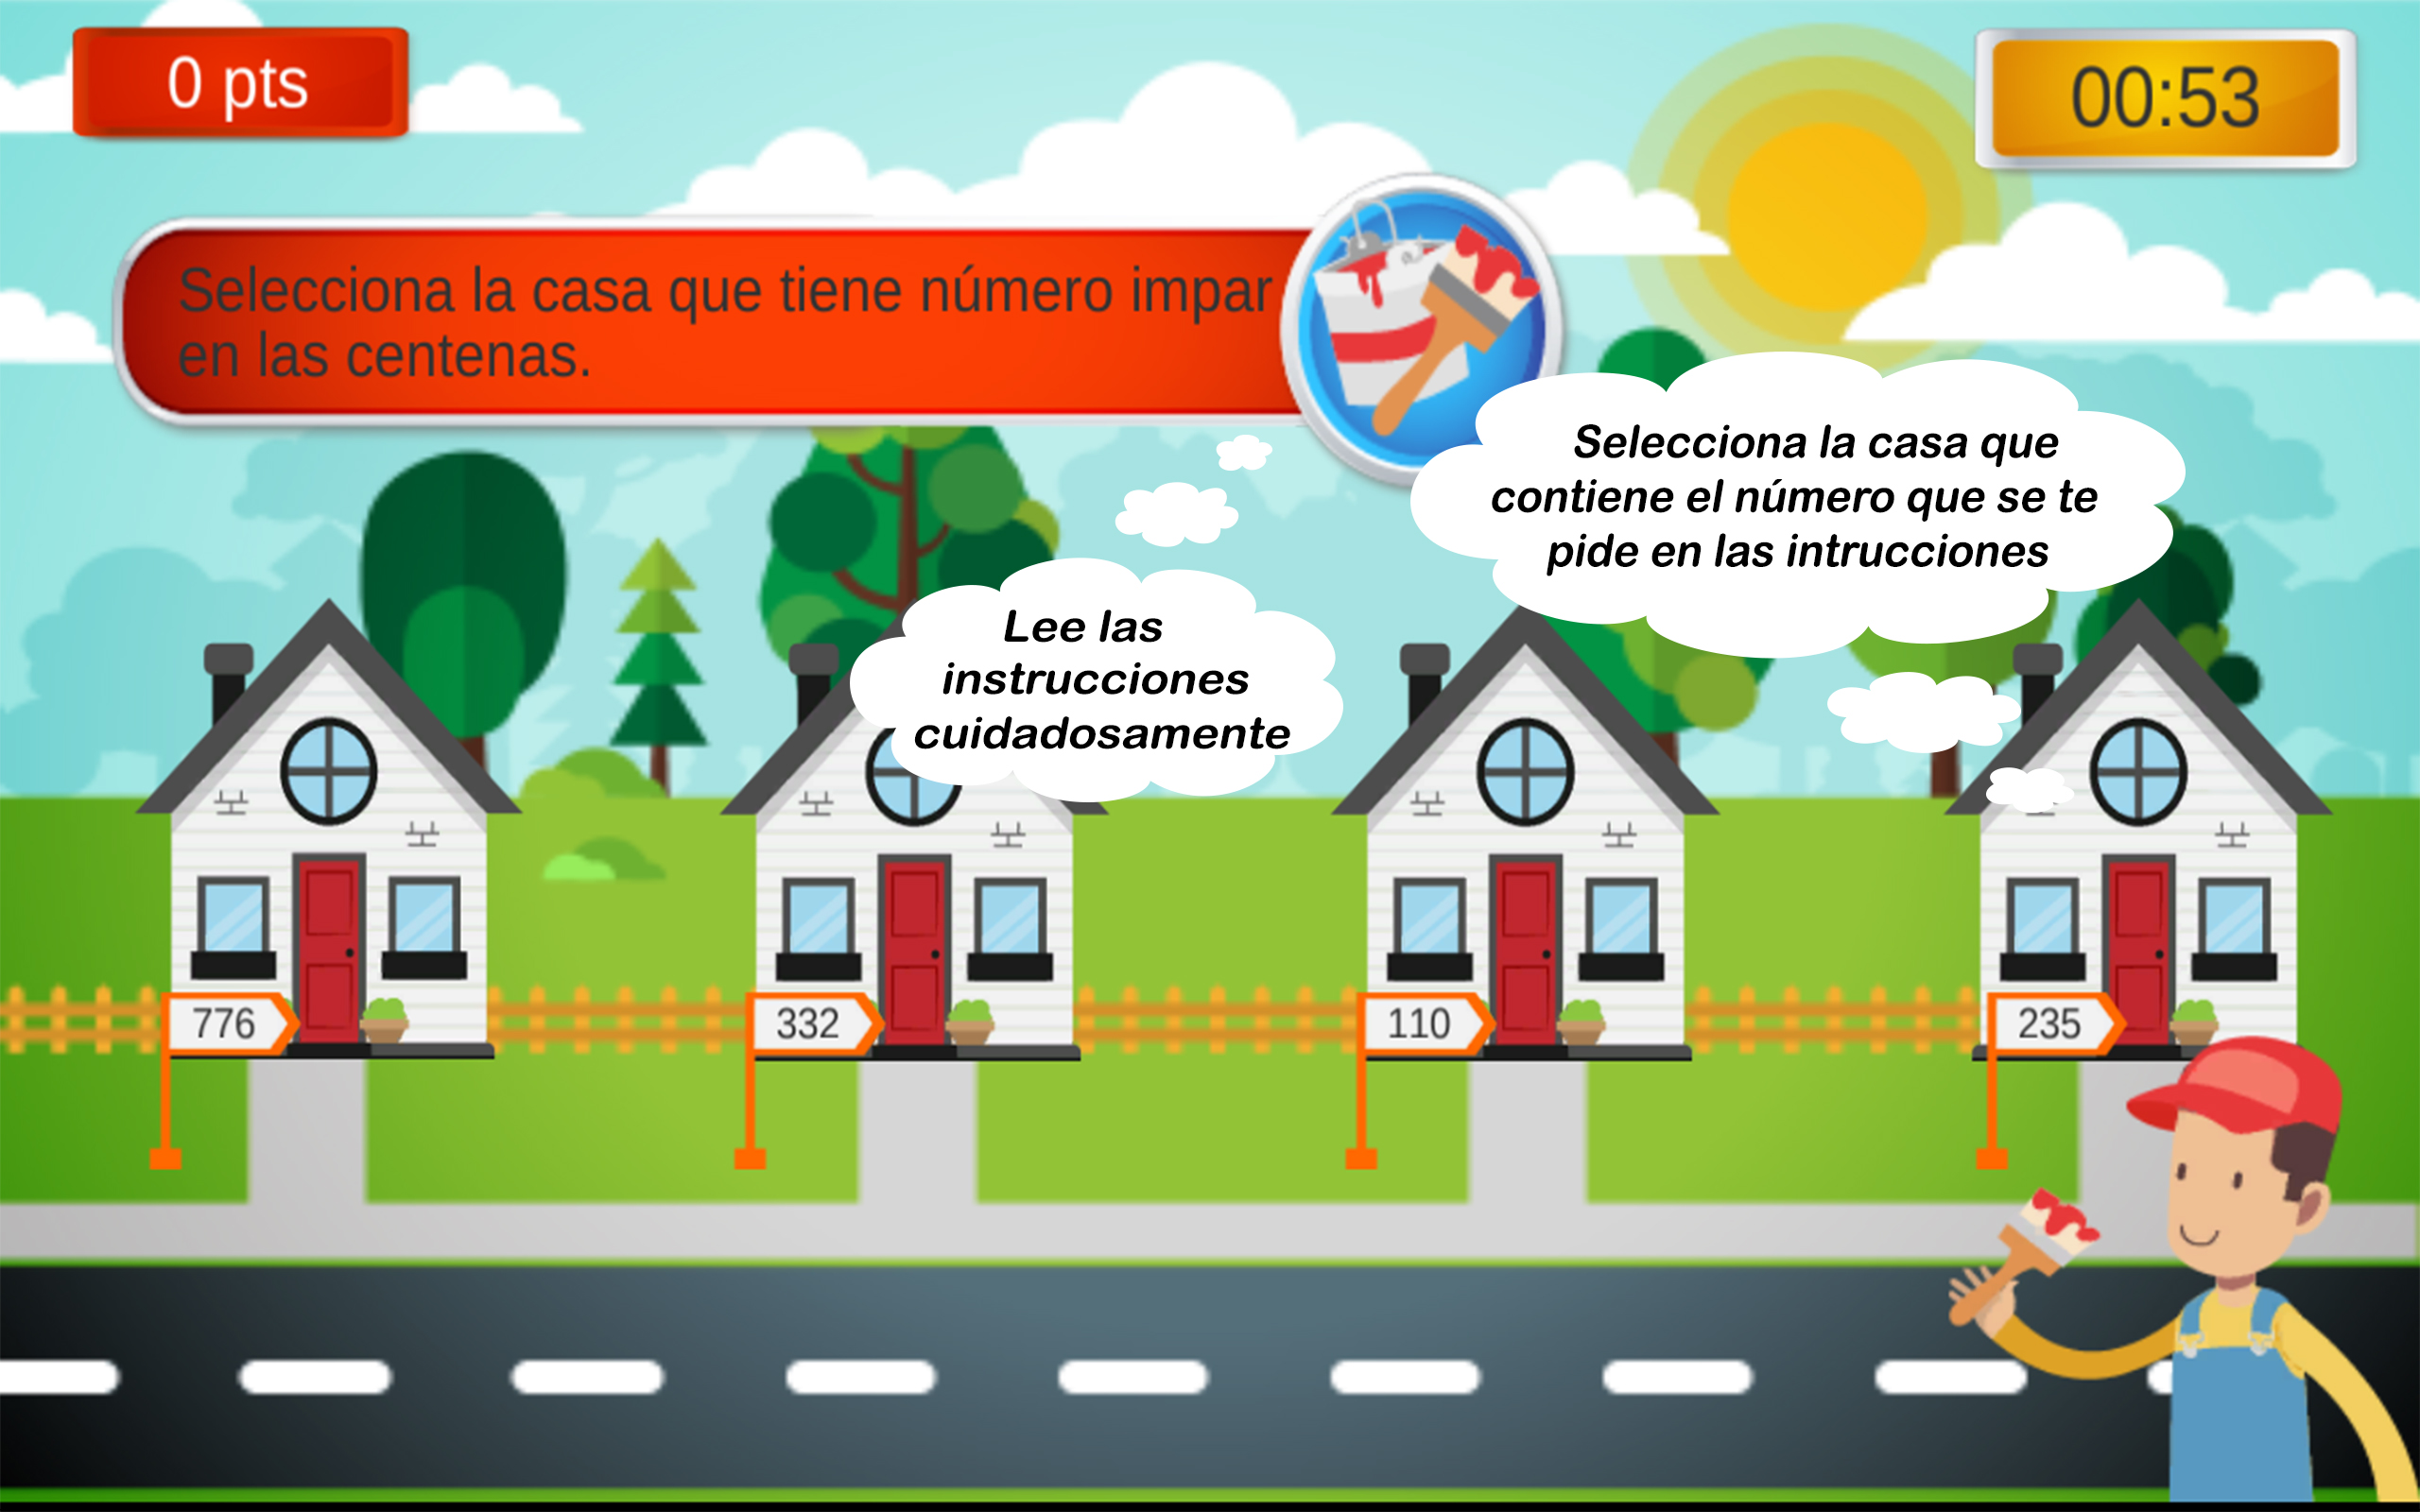 0 pts
00:53
Selecciona la casa que tiene número impar
en las centenas.
Selecciona la casa que
contiene el número que se te
pide en las intrucciones
Lee las
instrucciones
cuidadosamente
776
332
110
235